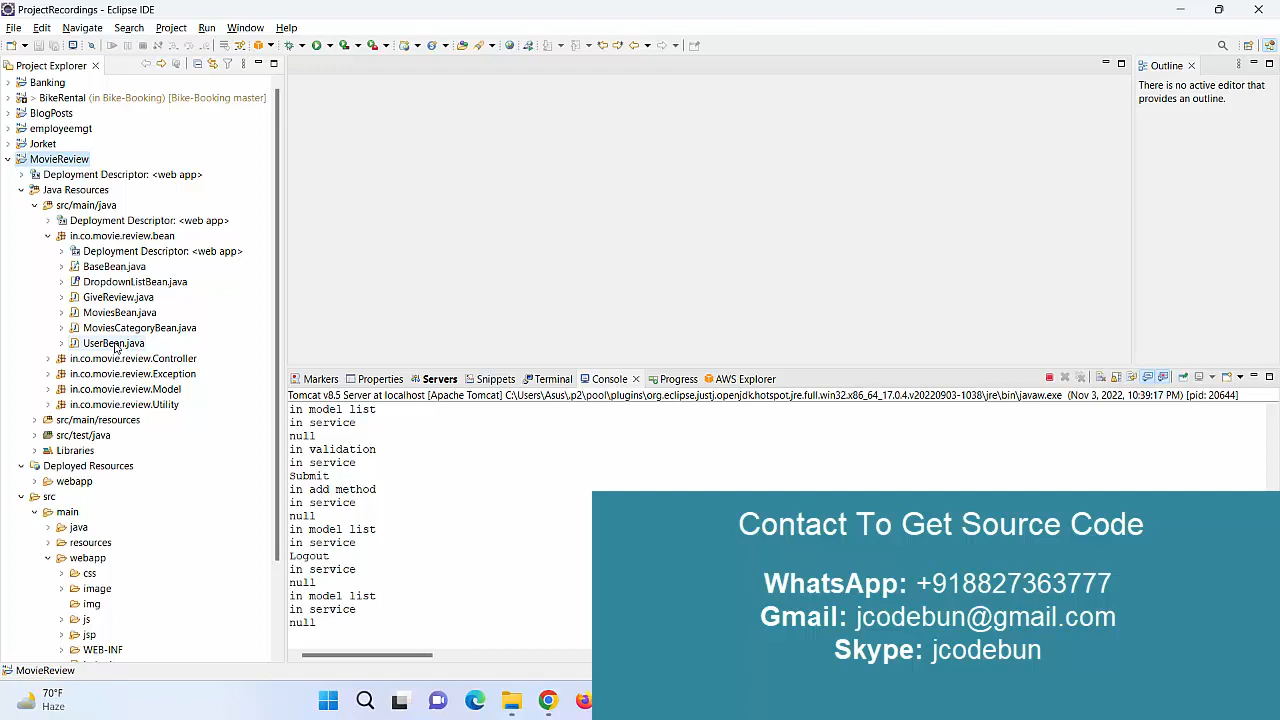 ProjectRecordings - Eclipse IDE
File Edit Navigate Search Project Run Window Help
Project Explorer
Banking
> BikeRental (in Bike-Booking) [Bike-Booking master]
BlogPosts
employeemgt
Jorket
MovieReview
Deployment Descriptor: <web app>
Java Resources
src/main/java
Deployment Descriptor: <web app>
in.co.movie.review.bean
Deployment Descriptor: <web app>
BaseBean.java
DropdownListBean.java
GiveReview.java
MoviesBean.java
MoviesCategoryBean.java
UserBean.java
in.co.movie.review.Controller
in.co.movie.review.Exception
in.co.movie.review.Model
in.co.movie.review.Utility
src/main/resources
src/test/java
Libraries
Deployed Resources
webapp
src
main
java
resources
webapp
css
image
img
js
jsp
WEB-INF
MovieReview
Outline
There is no active editor that
provides an outline.
Markers Properties Servers Snippets Terminal Console Progress AWS Explorer
Tomcat v8.5 Server at localhost [Apache Tomcat] C:\Users\Asus\.p2\pool\plugins\org.eclipse.justj.openjdk.hotspot.jre.full.win32.x86_64_17.0.4.v20220903-1038\jre\bin\javaw.exe (Nov 3, 2022, 10:39:17 PM) [pid: 20644]
in model list
in service
null
in validation
in service
Submit
in add method
in service
null
in model list
in service
Logout
in service
null
in model list
in service
null
Contact To Get Source Code
WhatsApp: +918827363777
Gmail: jcodebun@gmail.com
Skype: jcodebun
70°F
Haze